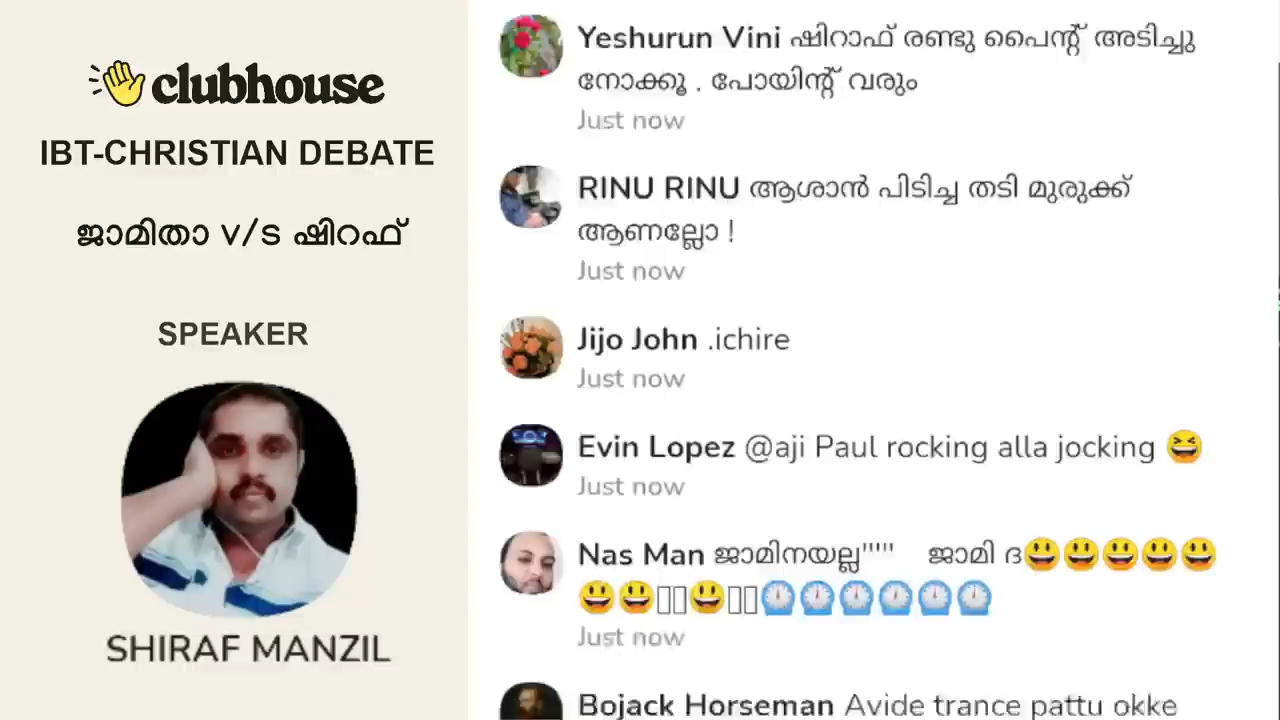 clubhouse
IBT-CHRISTIAN DEBATE
ജാമിതാ v/s ഷിറഫ്
SPEAKER
SHIRAF MANZIL
Yeshurun Vini ഷിറാഫ് രണ്ടു പൈന്റ് അടിച്ചു
നോക്കൂ . പോയിന്റ് വരും
Just now
RINU RINU ആശാൻ പിടിച്ച തടി മുരുക്ക്
ആണല്ലോ !
Just now
Jijo John .ichire
Just now
Evin Lopez @aji Paul rocking alla jocking 😆
Just now
Nas Man ജാമിനയല്ല""' ജാമി ദ😃😃😃😃😃
😃😃▯▯😃▯▯⏲⏲⏲⏲⏲⏲
Just now
Bojack Horseman Avide trance pattu okke